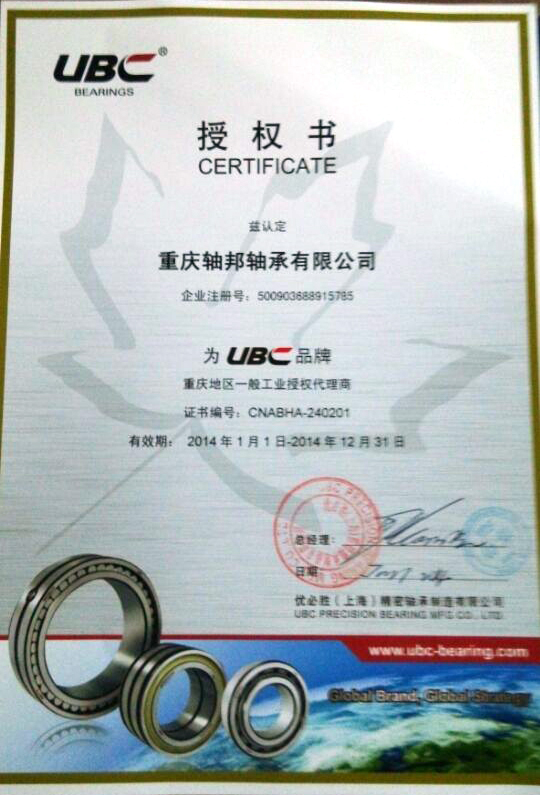 UBC®
BEARINGS
授权书
CERTIFICATE
兹认定
重庆轴邦轴承有限公司
企业注册号：500903688915785
为 UBC 品牌
重庆地区一般工业授权代理商
证书编号：CNABHA-240201
有效期： 2014 年 1 月 1 日-2014 年 12 月 31 日
总经理：
日期：
优必胜（上海）精密轴承制造有限公司
UBC PRECISION BEARING MFG CO., LTD.
www.ubc-bearing.com
Global Brand, Global Strategy